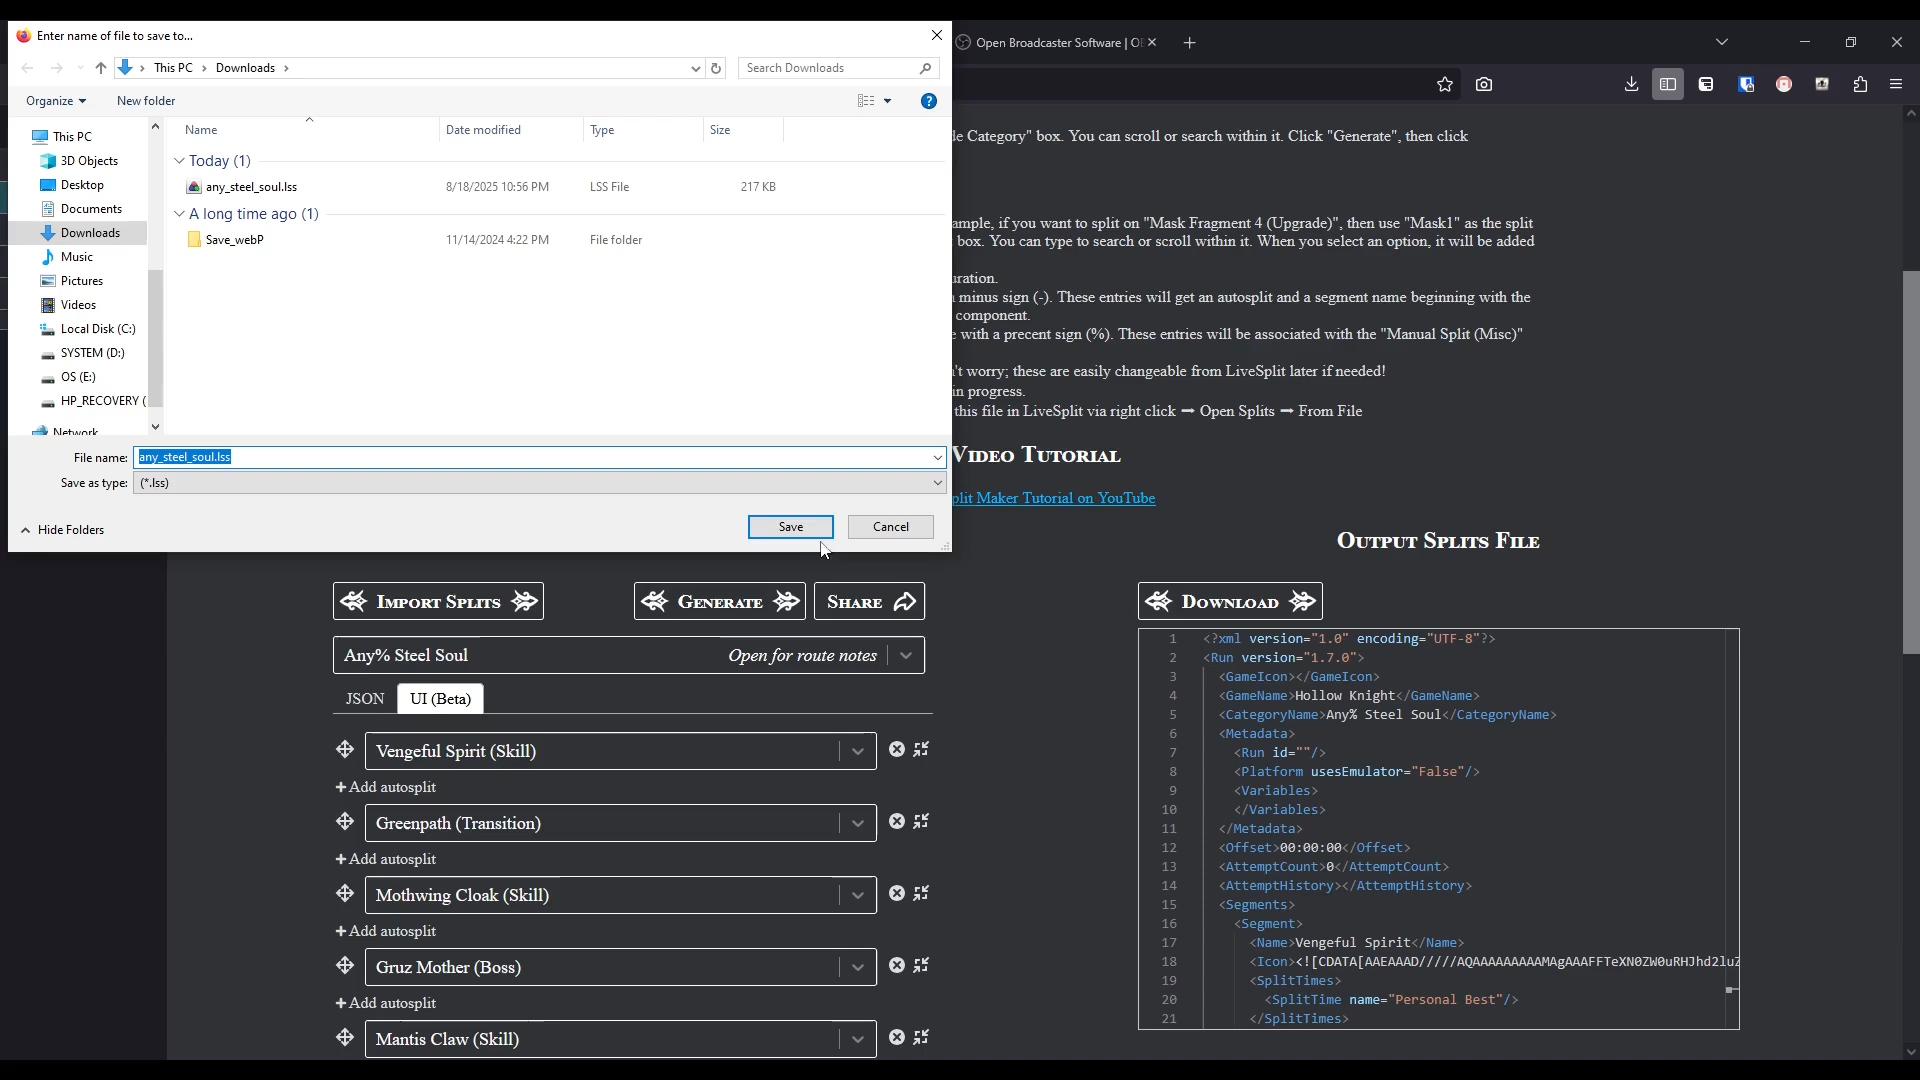 Enter name of file to save to...
This PC
Downloads
Search Downloads
Organize
New folder
Name
Date modified
Type
Size
This PC
3D Objects
Desktop
Documents
Downloads
Music
Pictures
Videos
Local Disk (C:)
SYSTEM (D:)
OS (E:)
HP_RECOVERY (
Network
Today (1)
any_steel_soul.lss
8/18/2025 10:56 PM
LSS File
217 KB
A long time ago (1)
Save_webP
11/14/2024 4:22 PM
File folder
File name:
any_steel_soul.lss
Save as type:
(*.lss)
Hide Folders
Save
Cancel
Open Broadcaster Software | O
le Category" box. You can scroll or search within it. Click "Generate", then click
ample, if you want to split on "Mask Fragment 4 (Upgrade)", then use "Mask1" as the split
box. You can type to search or scroll within it. When you select an option, it will be added
uration.
minus sign (-). These entries will get an autosplit and a segment name beginning with the
component.
e with a precent sign (%). These entries will be associated with the "Manual Split (Misc)"
't worry; these are easily changeable from LiveSplit later if needed!
in progress.
this file in LiveSplit via right click → Open Splits → From File
Video Tutorial
plit Maker Tutorial on YouTube
Output Splits File
Import Splits
Generate
Share
Download
Any% Steel Soul
Open for route notes
JSON
UI (Beta)
Vengeful Spirit (Skill)
+Add autosplit
Greenpath (Transition)
+Add autosplit
Mothwing Cloak (Skill)
+Add autosplit
Gruz Mother (Boss)
+Add autosplit
Mantis Claw (Skill)
1 <?xml version="1.0" encoding="UTF-8"?>
2 <Run version="1.7.0">
3 <GameIcon></GameIcon>
4 <GameName>Hollow Knight</GameName>
5 <CategoryName>Any% Steel Soul</CategoryName>
6 <Metadata>
7 <Run id=""/>
8 <Platform usesEmulator="False"/>
9 <Variables>
10 </Variables>
11 </Metadata>
12 <Offset>00:00:00</Offset>
13 <AttemptCount>0</AttemptCount>
14 <AttemptHistory></AttemptHistory>
15 <Segments>
16 <Segment>
17 <Name>Vengeful Spirit</Name>
18 <Icon><![CDATA[AAEAAAD/////AQAAAAAAAAAMAgAAAFFTeXN0ZW0uRHJhd2luZ
19 <SplitTimes>
20 <SplitTime name="Personal Best"/>
21 </SplitTimes>